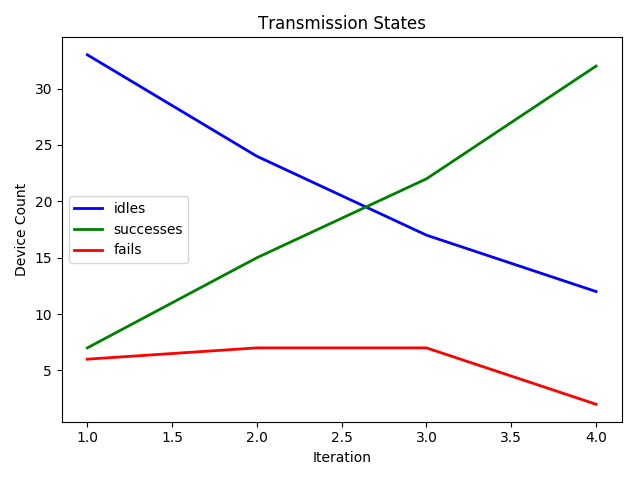 Transmission States
Device Count
30
25
20
15
10
5
idles
successes
fails
1.0 1.5 2.0 2.5 3.0 3.5 4.0
Iteration